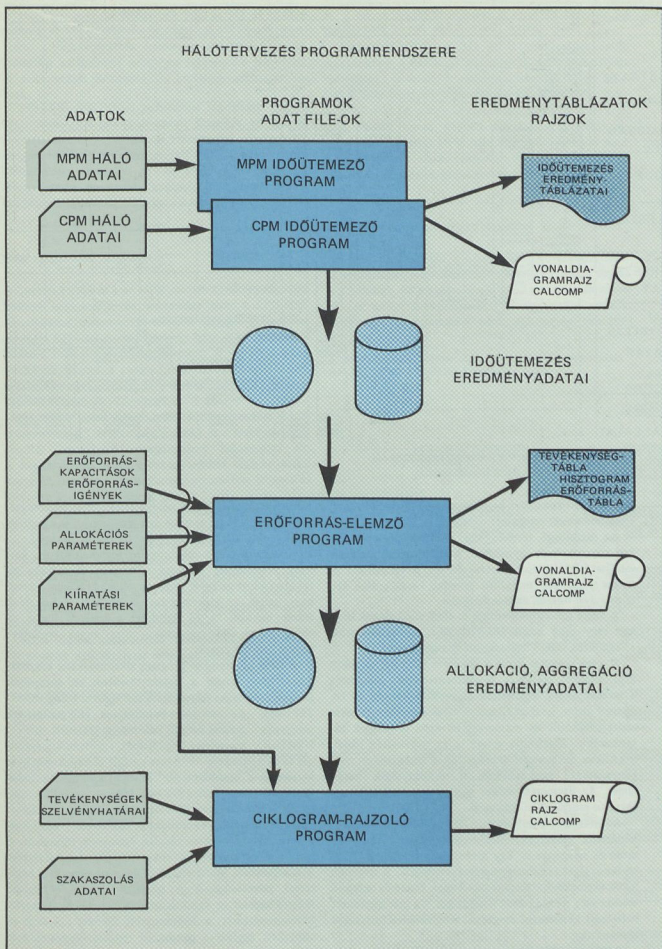 HÁLÓTERVEZÉS PROGRAMRENDSZERE
ADATOK
PROGRAMOK
ADAT FILE-OK
EREDMÉNYTÁBLÁZATOK
RAJZOK
MPM HÁLÓ
ADATAI
MPM IDŐÜTEMEZŐ
PROGRAM
IDŐÜTEMEZÉS
EREDMÉNY-
TÁBLÁZATAI
CPM HÁLÓ
ADATAI
CPM IDŐÜTEMEZŐ
PROGRAM
VONALDIA-
GRAMRAJZ
CALCOMP
IDŐÜTEMEZÉS
EREDMÉNYADATAI
ERŐFORRÁS-
KAPACITÁSOK
ERŐFORRÁS-
IGÉNYEK
ALLOKÁCIÓS
PARAMÉTEREK
KIÍRATÁSI
PARAMÉTEREK
ERŐFORRÁS-ELEMZŐ
PROGRAM
TEVÉKENYSÉG-
TÁBLA
HISZTOGRAM
ERŐFORRÁS-
TÁBLA
VONALDIA-
GRAMRAJZ
CALCOMP
ALLOKÁCIÓ, AGGREGÁCIÓ
EREDMÉNYADATAI
TEVÉKENYSÉGEK
SZELVÉNYHATÁRAI
SZAKASZOLÁS
ADATAI
CIKLOGRAM-RAJZOLÓ
PROGRAM
CIKLOGRAM
RAJZ
CALCOMP